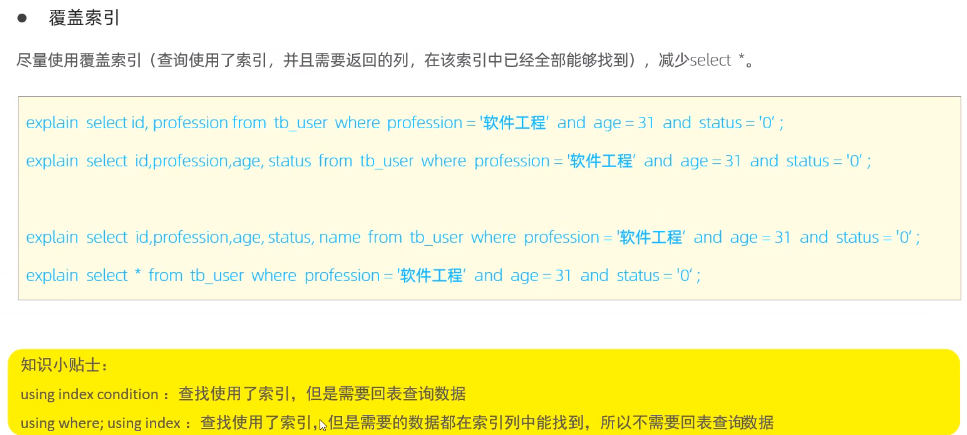 ● 覆盖索引
尽量使用覆盖索引（查询使用了索引，并且需要返回的列，在该索引中已经全部能够找到），减少select *。
explain select id, profession from tb_user where profession = '软件工程' and age = 31 and status = '0' ;
explain select id,profession,age, status from tb_user where profession = '软件工程' and age = 31 and status = '0' ;
explain select id,profession,age, status, name from tb_user where profession = '软件工程' and age = 31 and status = '0' ;
explain select * from tb_user where profession = '软件工程' and age = 31 and status = '0' ;
知识小贴士：
using index condition ：查找使用了索引，但是需要回表查询数据
using where; using index ：查找使用了索引，但是需要的数据都在索引列中能找到，所以不需要回表查询数据